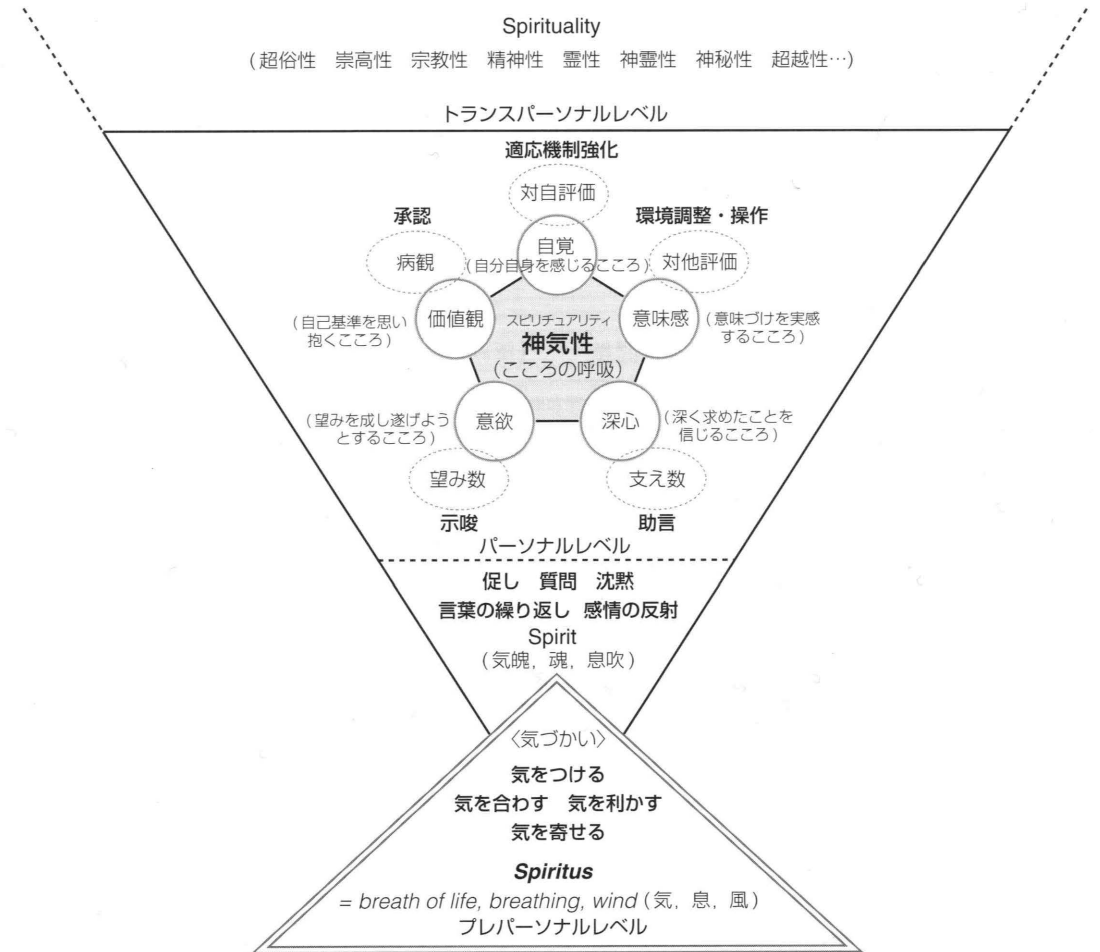 Spirituality
(超俗性 崇高性 宗教性 精神性 霊性 神霊性 神秘性 超越性…)
トランスパーソナルレベル
適応機制強化
対自評価
承認
環境調整・操作
病観
自覚
(自分自身を感じるこころ)
対他評価
(自己基準を思い
抱くこころ)
価値観
スピリチュアリティ
神気性
(こころの呼吸)
意味感
(意味づけを実感
するこころ)
(望みを成し遂げよう
とするこころ)
意欲
深心
(深く求めたことを
信じるこころ)
望み数
支え数
示唆
助言
パーソナルレベル
促し 質問 沈黙
言葉の繰り返し 感情の反射
Spirit
(気魄,魂,息吹)
〈気づかい〉
気をつける
気を合わす 気を利かす
気を寄せる
Spiritus
= breath of life, breathing, wind (気,息,風)
プレパーソナルレベル